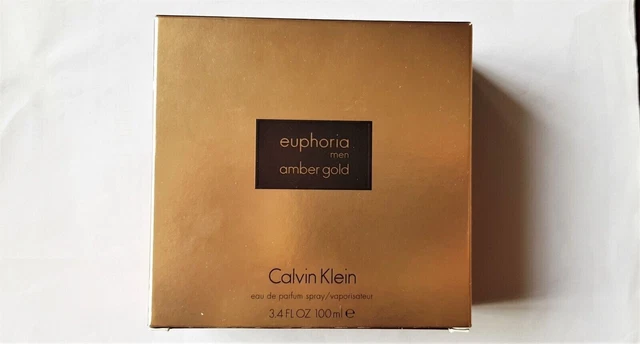 euphoria
men
amber gold
Calvin Klein
eau de parfum spray/vaporisateur
3.4 FL OZ 100 ml ℮